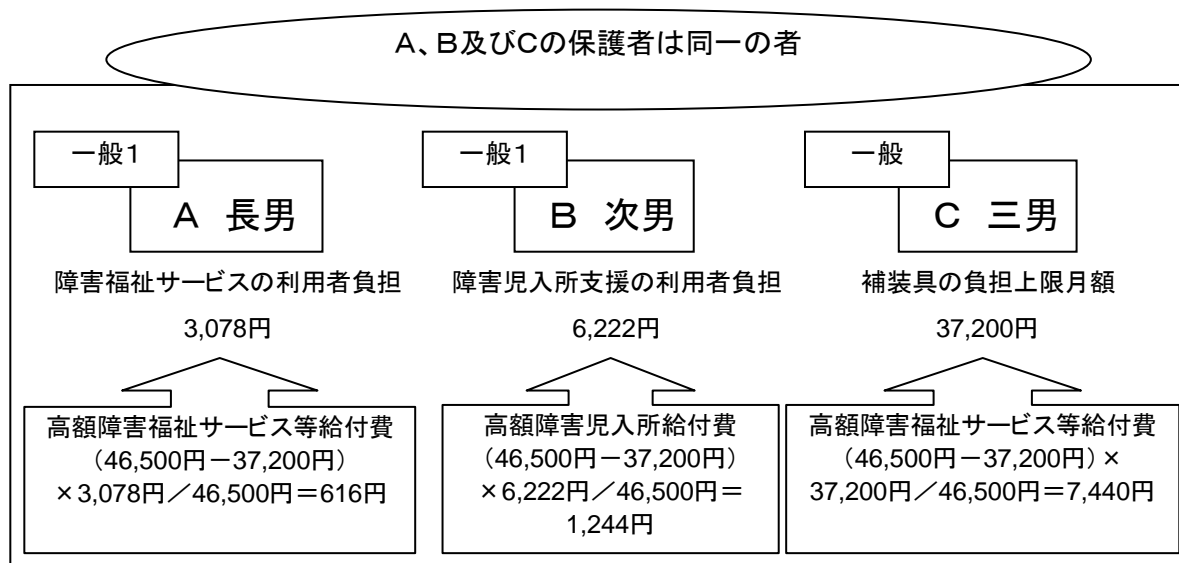 A、B及びCの保護者は同一の者
一般1
A 長男
障害福祉サービスの利用者負担
3,078円
高額障害福祉サービス等給付費
(46,500円-37,200円)
×3,078円/46,500円=616円
一般1
B 次男
障害児入所支援の利用者負担
6,222円
高額障害児入所給付費
(46,500円-37,200円)
×6,222円/46,500円=
1,244円
一般
C 三男
補装具の負担上限月額
37,200円
高額障害福祉サービス等給付費
(46,500円-37,200円)×
37,200円/46,500円=7,440円